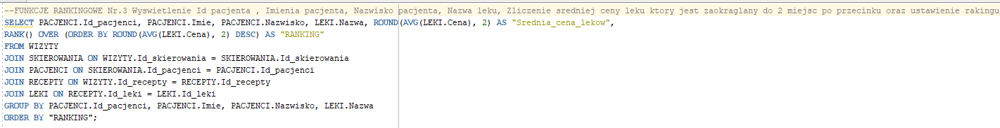 --FUNKCJE RANKINGOWE Nr.3 Wyswietlenie Id pacjenta , Imienia pacjenta, Nazwisko pacjenta, Nazwa leku, Zliczenie sredniej ceny leku ktory jest zaokraglany do 2 miejsc po przecinku oraz ustawienie rakingu
SELECT PACJENCI.Id_pacjenci, PACJENCI.Imie, PACJENCI.Nazwisko, LEKI.Nazwa, ROUND(AVG(LEKI.Cena), 2) AS "Srednia_cena_lekow",
RANK() OVER (ORDER BY ROUND(AVG(LEKI.Cena), 2) DESC) AS "RANKING"
FROM WIZYTY
JOIN SKIEROWANIA ON WIZYTY.Id_skierowania = SKIEROWANIA.Id_skierowania
JOIN PACJENCI ON SKIEROWANIA.Id_pacjenci = PACJENCI.Id_pacjenci
JOIN RECEPTY ON WIZYTY.Id_recepty = RECEPTY.Id_recepty
JOIN LEKI ON RECEPTY.Id_leki = LEKI.Id_leki
GROUP BY PACJENCI.Id_pacjenci, PACJENCI.Imie, PACJENCI.Nazwisko, LEKI.Nazwa
ORDER BY "RANKING";